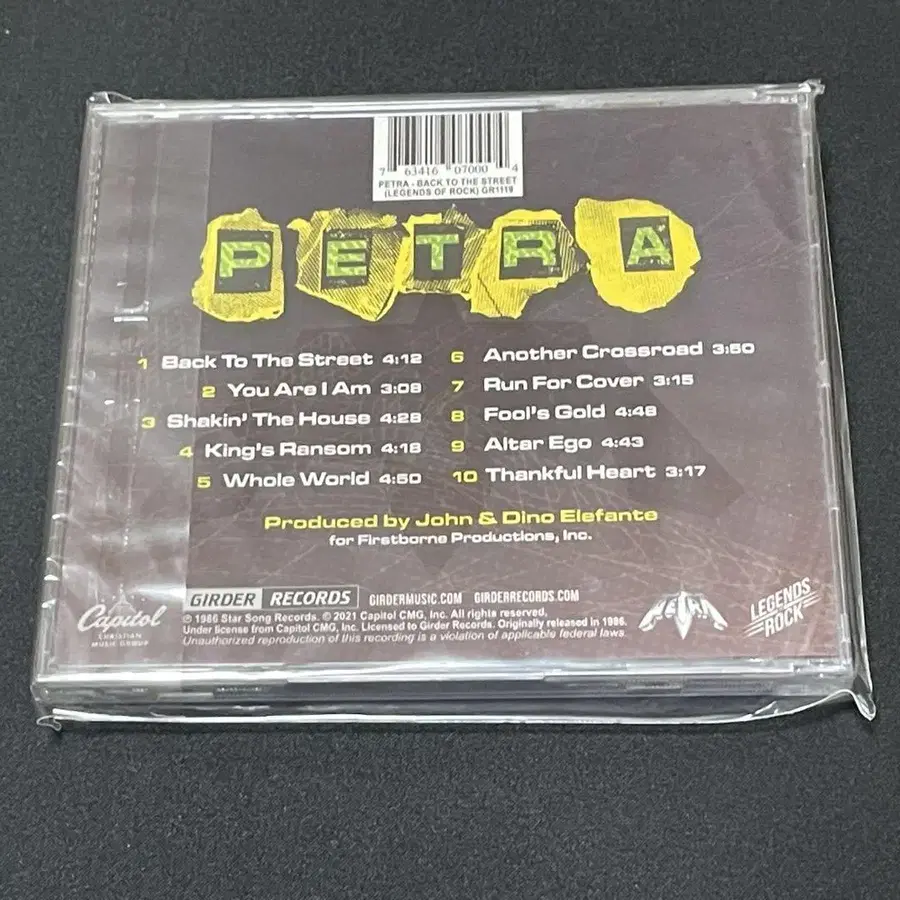 7 63416 07000 4
PETRA - BACK TO THE STREET
(LEGENDS OF ROCK) GR1119
PETRA
1 Back To The Street 4:12
2 You Are I Am 3:08
3 Shakin' The House 4:28
4 King's Ransom 4:18
5 Whole World 4:50
6 Another Crossroad 3:50
7 Run For Cover 3:15
8 Fool's Gold 4:48
9 Altar Ego 4:43
10 Thankful Heart 3:17
Produced by John & Dino Elefante
for Firstborne Productions, Inc.
Capitol
CHRISTIAN
MUSIC GROUP
GIRDER RECORDS GIRDERMUSIC.COM GIRDERRECORDS.COM
℗ 1986 Star Song Records. © 2021 Capitol CMG, Inc. All rights reserved.
Under license from Capitol CMG, Inc. Licensed to Girder Records. Originally released in 1986.
Unauthorized reproduction of this recording is a violation of applicable federal laws.
PETRA
LEGENDS
ROCK